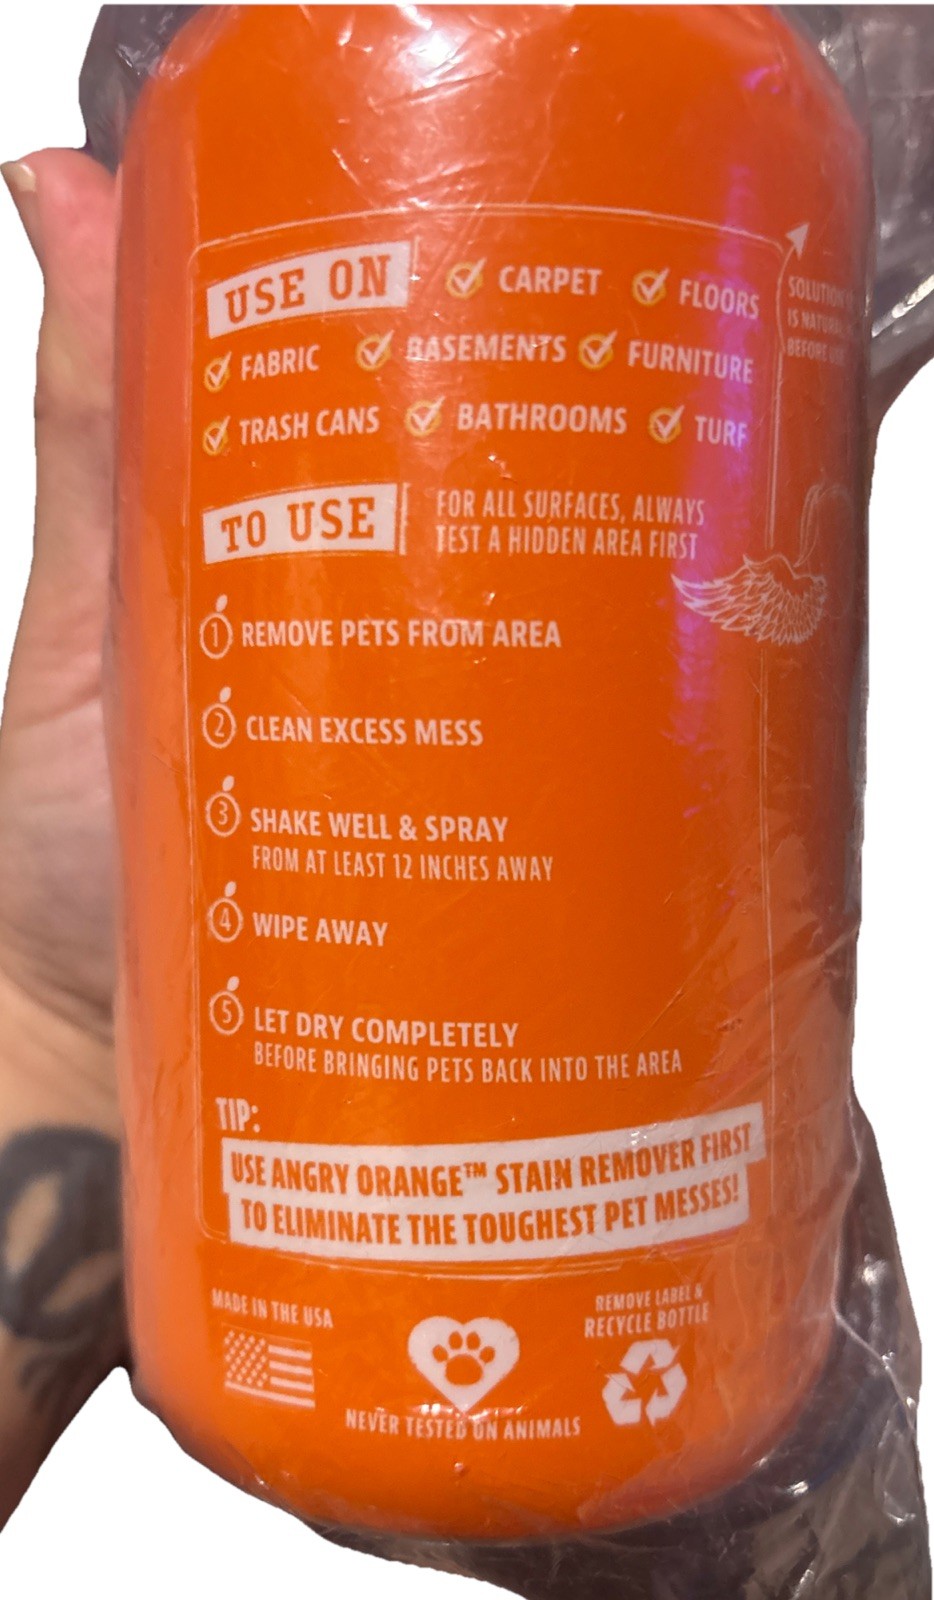 USE ON
CARPET
FLOORS
FABRIC
BASEMENTS
FURNITURE
TRASH CANS
BATHROOMS
TURF
SOLUTION
IS NATURAL
BEFORE
TO USE
FOR ALL SURFACES, ALWAYS
TEST A HIDDEN AREA FIRST
1 REMOVE PETS FROM AREA
2 CLEAN EXCESS MESS
3 SHAKE WELL & SPRAY
FROM AT LEAST 12 INCHES AWAY
4 WIPE AWAY
5 LET DRY COMPLETELY
BEFORE BRINGING PETS BACK INTO THE AREA
TIP:
USE ANGRY ORANGE™ STAIN REMOVER FIRST
TO ELIMINATE THE TOUGHEST PET MESSES!
MADE IN THE USA
NEVER TESTED ON ANIMALS
REMOVE LABEL &
RECYCLE BOTTLE